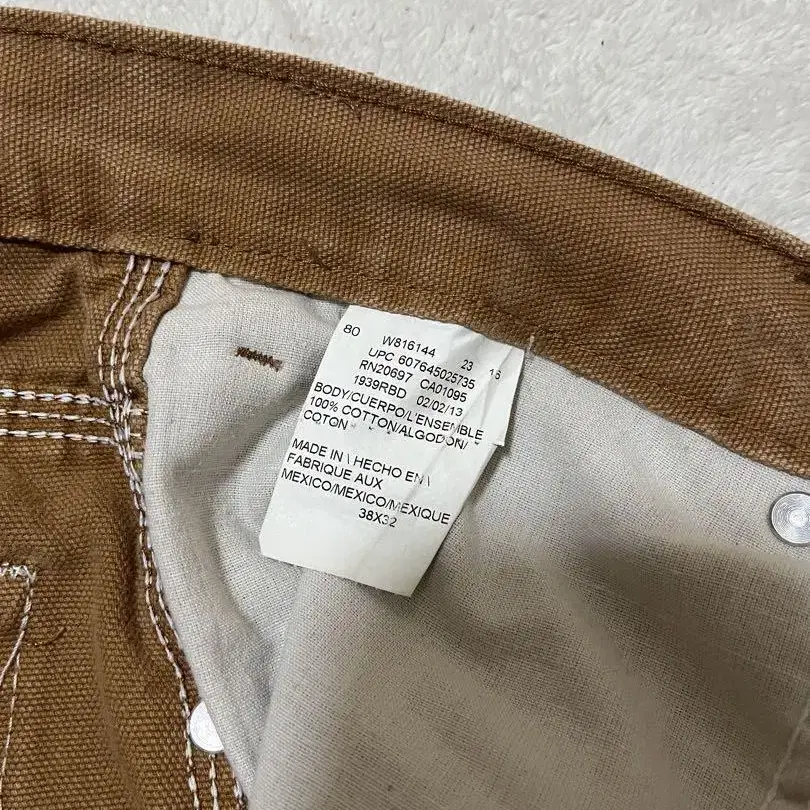 80 W816144 23 16
UPC 607645025735
RN20697 CA01095
1939RBD 02/02/13
BODY/CUERPO/L'ENSEMBLE
100% COTTON/ALGODON/
COTON
MADE IN \ HECHO EN \
FABRIQUE AUX
MEXICO/MEXICO/MEXIQUE
38X32